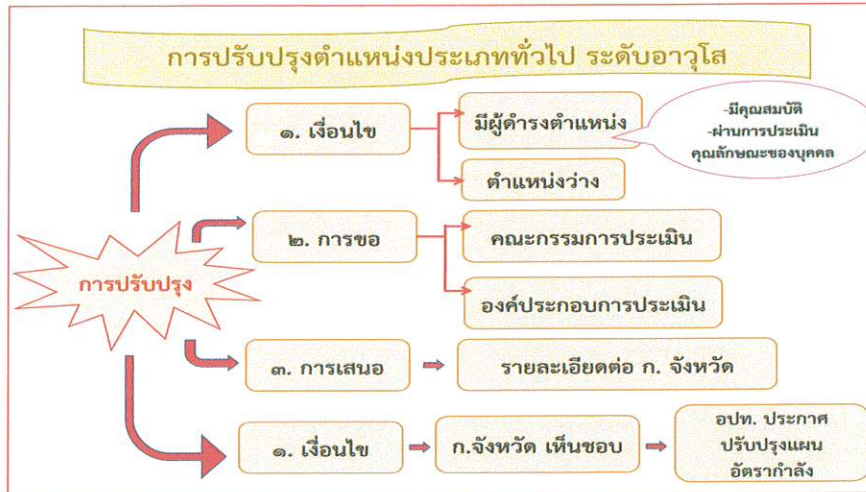 การปรับปรุงตำแหน่งประเภททั่วไป ระดับอาวุโส
๑. เงื่อนไข
มีผู้ดำรงตำแหน่ง
-มีคุณสมบัติ
-ผ่านการประเมิน
คุณลักษณะของบุคคล
ตำแหน่งว่าง
การปรับปรุง
๒. การขอ
คณะกรรมการประเมิน
องค์ประกอบการประเมิน
๓. การเสนอ
รายละเอียดต่อ ก. จังหวัด
๑. เงื่อนไข
ก.จังหวัด เห็นชอบ
อปท. ประกาศ
ปรับปรุงแผน
อัตรากำลัง